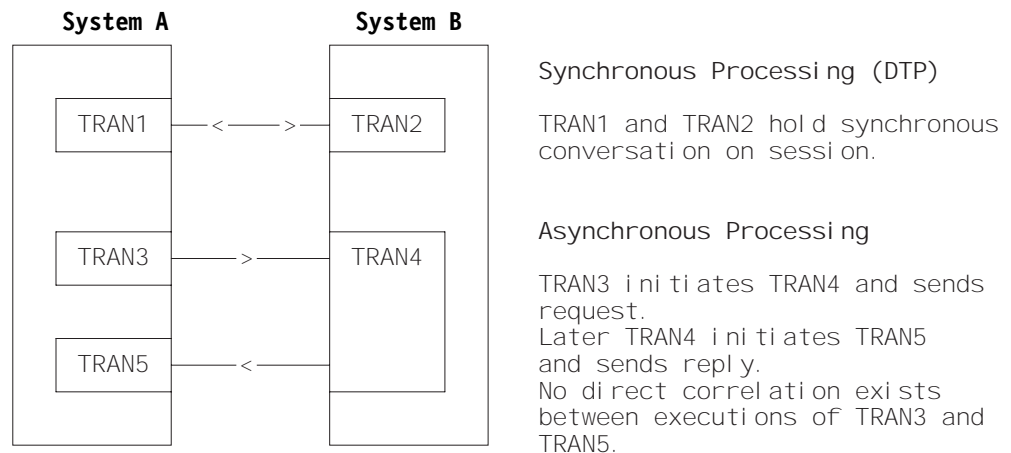 System A
System B
TRAN1
<
>
TRAN2
TRAN3
>
TRAN4
TRAN5
<
Synchronous Processing (DTP)
TRAN1 and TRAN2 hold synchronous
conversation on session.
Asynchronous Processing
TRAN3 initiates TRAN4 and sends
request.
Later TRAN4 initiates TRAN5
and sends reply.
No direct correlation exists
between executions of TRAN3 and
TRAN5.